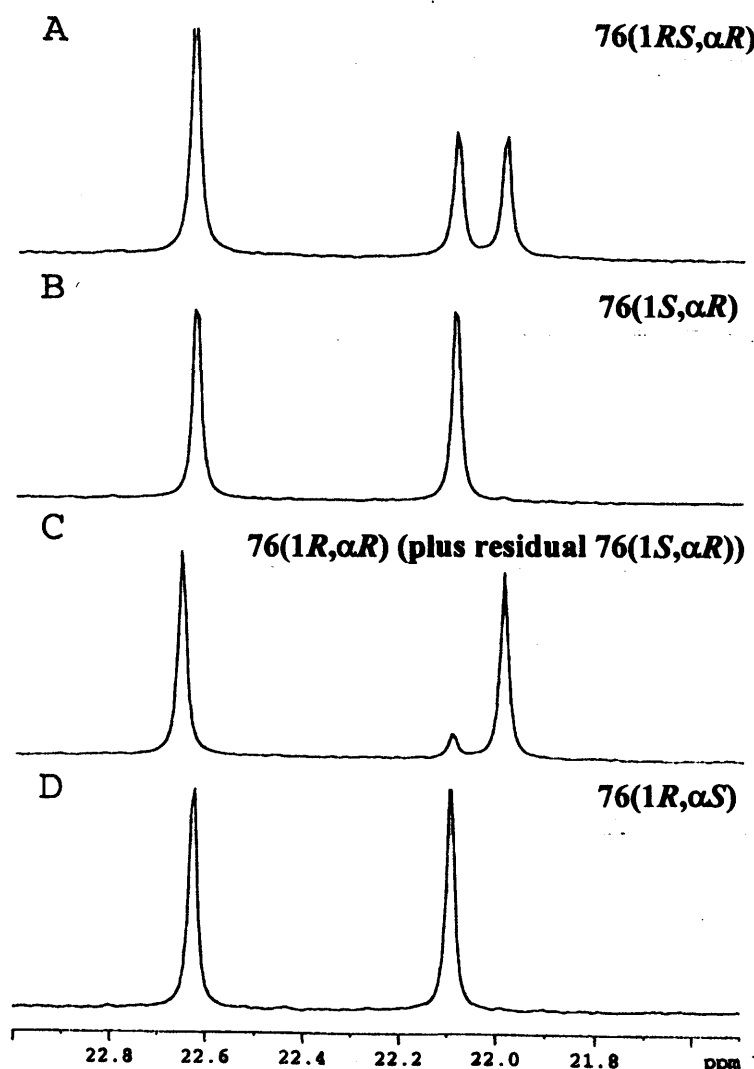 A
76(1RS,αR)
B
76(1S,αR)
C
76(1R,αR) (plus residual 76(1S,αR))
D
76(1R,αS)
22.8 22.6 22.4 22.2 22.0 21.8 ppm